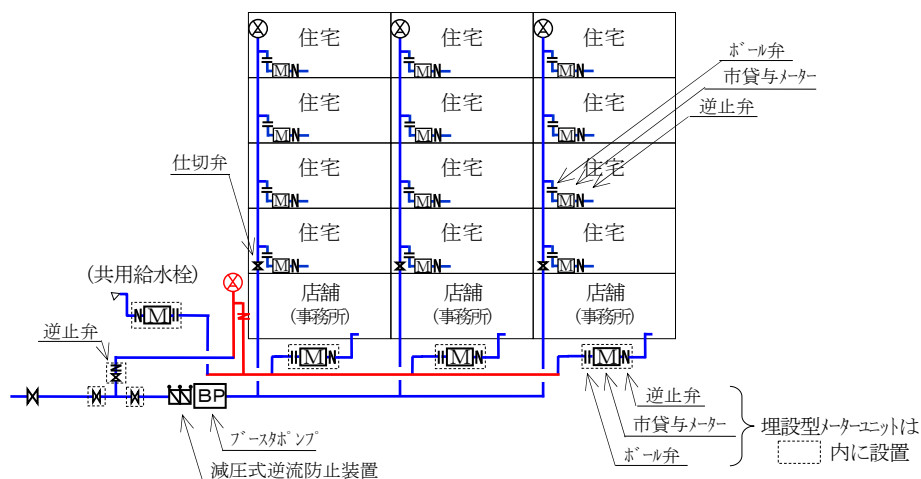 住宅 住宅 住宅
M M M
住宅 住宅 住宅
M M M
住宅 住宅 住宅
M M M
住宅 住宅 住宅
M M M
ボール弁
市貸与メーター
逆止弁
仕切弁
(共用給水栓)
M
店舗 店舗 店舗
(事務所) (事務所) (事務所)
M M M
逆止弁
BP
ブースタポンプ
減圧式逆流防止装置
逆止弁
市貸与メーター
ボール弁
埋設型メーターユニットは
内に設置